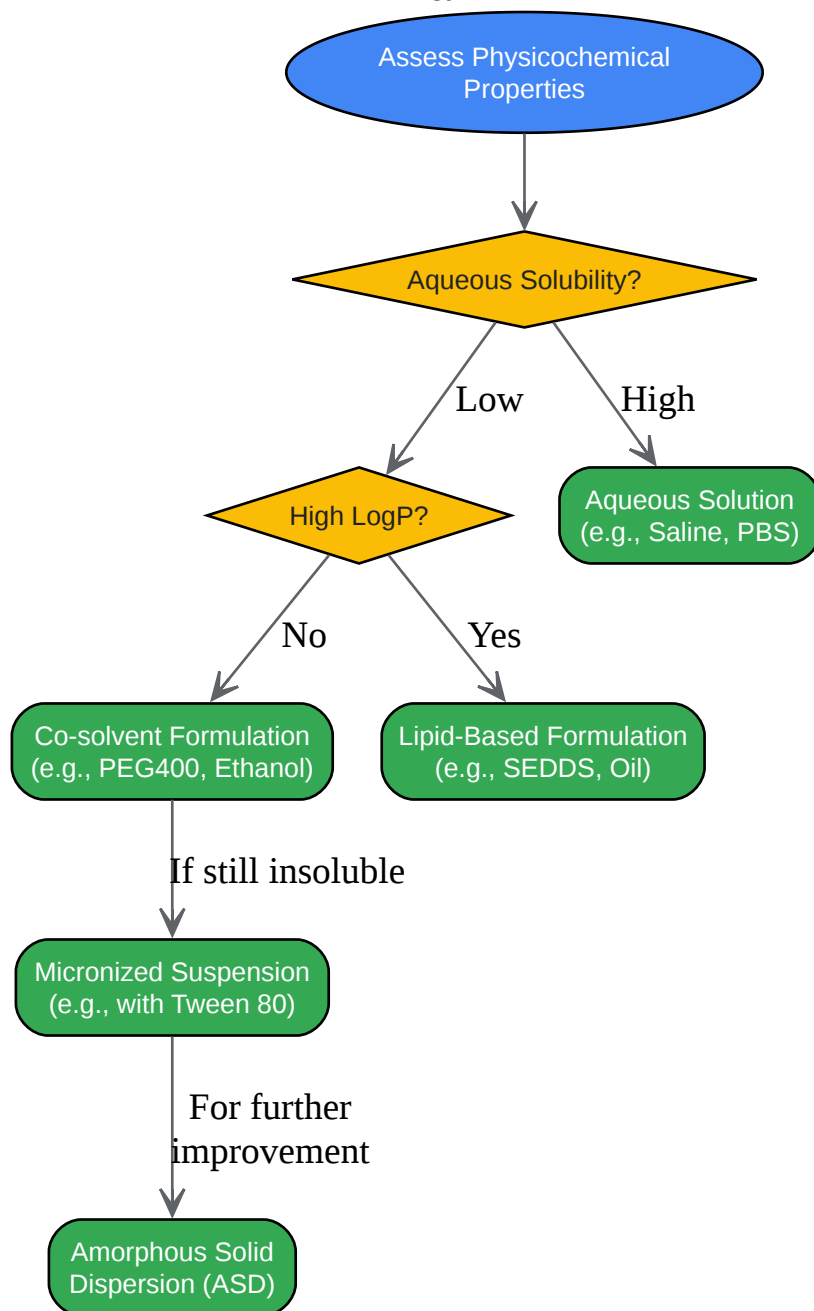 Assess Physicochemical
Properties
Aqueous Solubility?
Low
High
High LogP?
Aqueous Solution
(e.g., Saline, PBS)
No
Yes
Co-solvent Formulation
(e.g., PEG400, Ethanol)
Lipid-Based Formulation
(e.g., SEDDS, Oil)
If still insoluble
Micronized Suspension
(e.g., with Tween 80)
For further
improvement
Amorphous Solid
Dispersion (ASD)